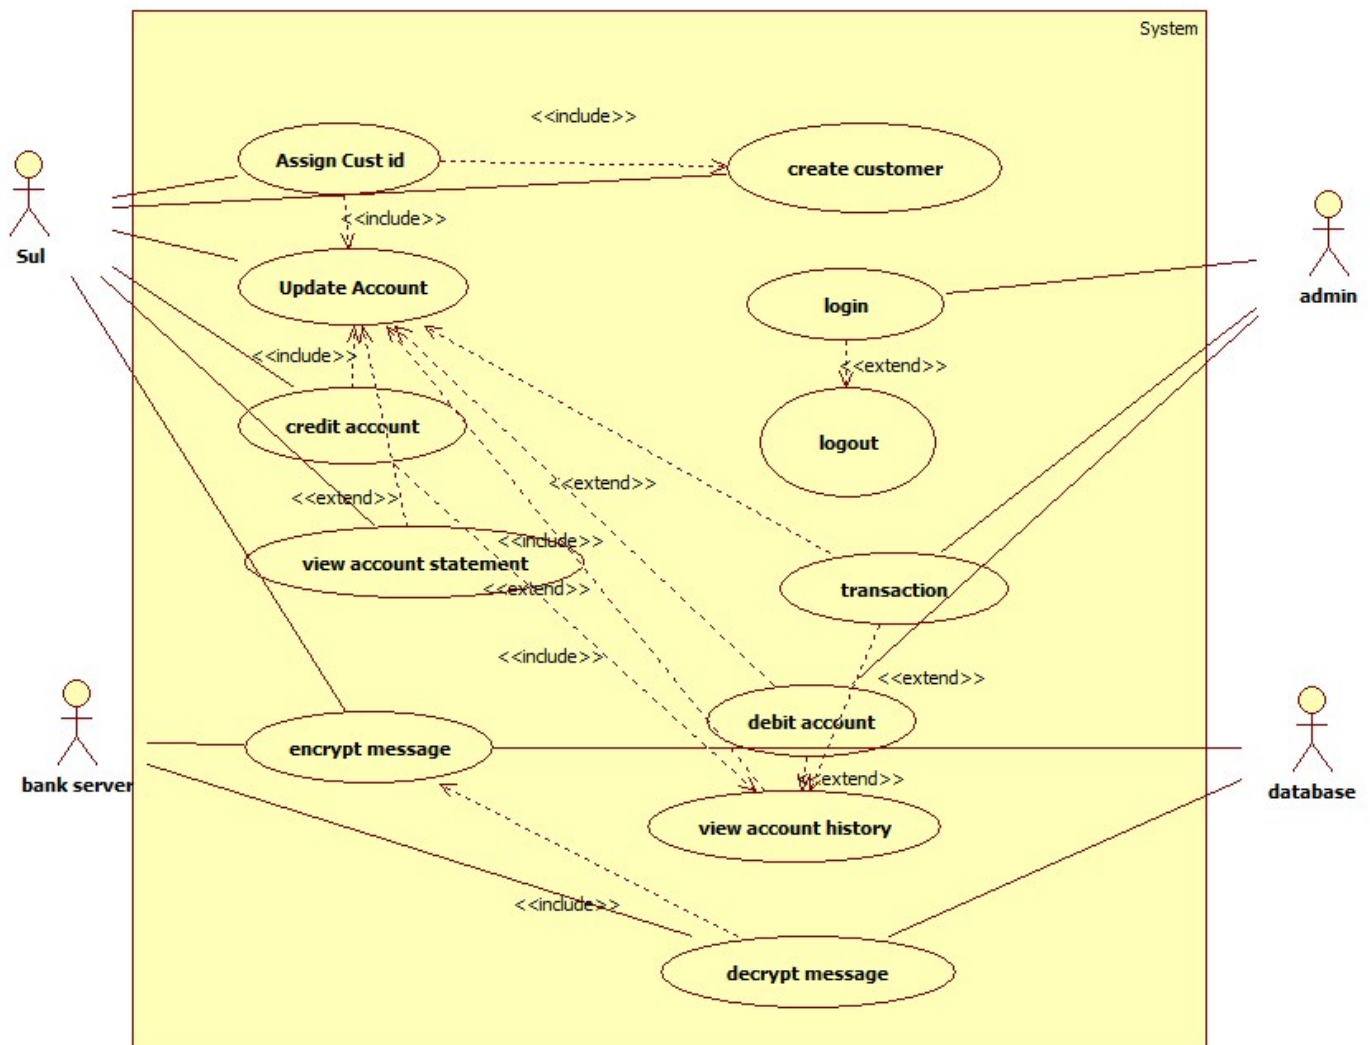 System
<<include>>
Assign Cust id
create customer
<<include>>
Sul
Update Account
login
admin
<<include>>
<<extend>>
credit account
logout
<<extend>>
<<extend>>
<<include>>
view account statement
<<extend>>
transaction
<<include>>
<<extend>>
debit account
encrypt message
bank server
<<extend>>
database
view account history
<<include>>
decrypt message